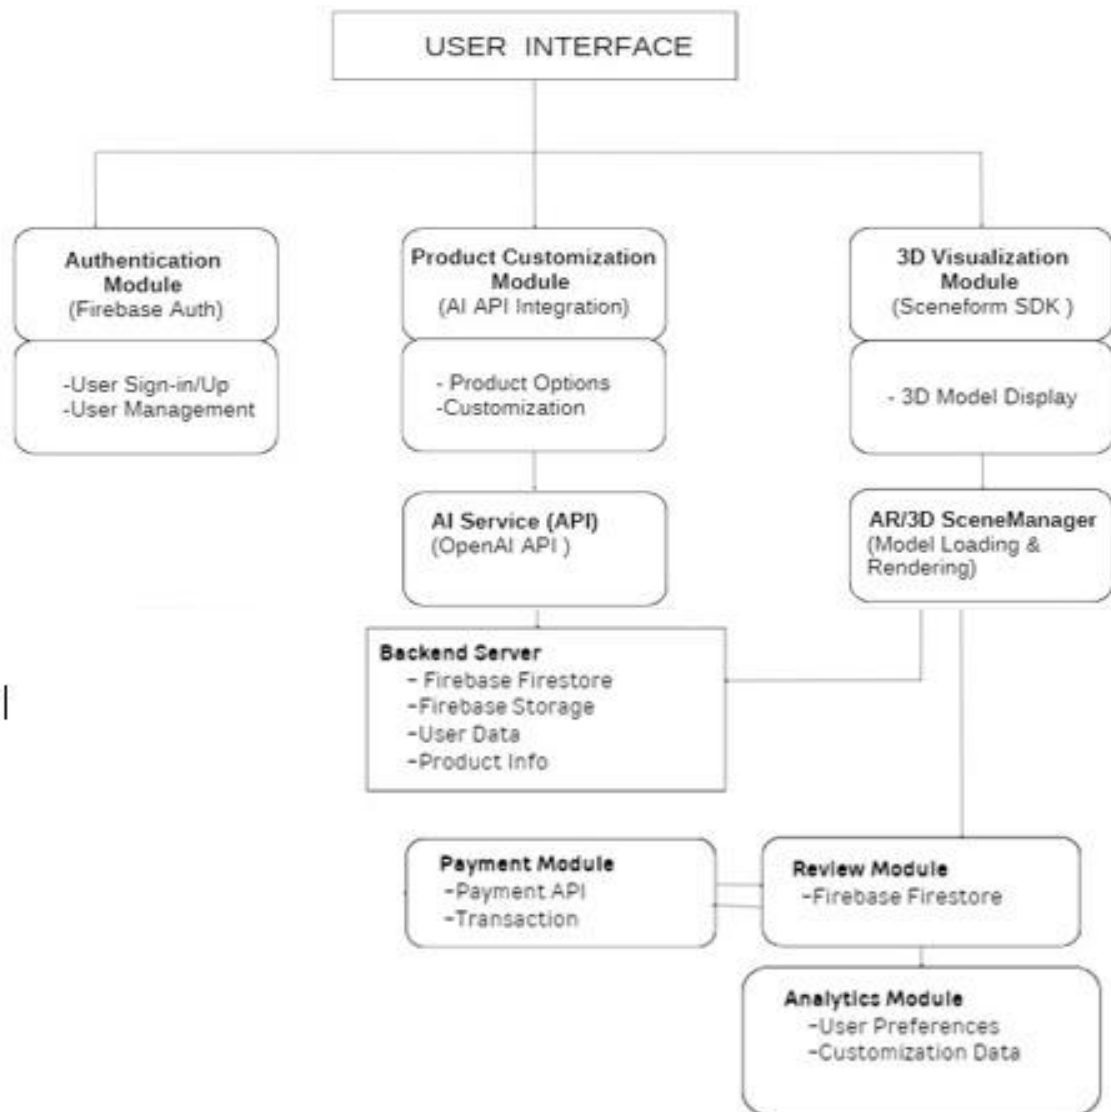 USER INTERFACE
Authentication
Module
(Firebase Auth)
-User Sign-in/Up
-User Management
Product Customization
Module
(AI API Integration)
- Product Options
-Customization
3D Visualization
Module
(Sceneform SDK )
- 3D Model Display
AI Service (API)
(OpenAI API )
AR/3D SceneManager
(Model Loading &
Rendering)
Backend Server
- Firebase Firestore
-Firebase Storage
-User Data
-Product Info
Payment Module
-Payment API
-Transaction
Review Module
-Firebase Firestore
Analytics Module
-User Preferences
-Customization Data